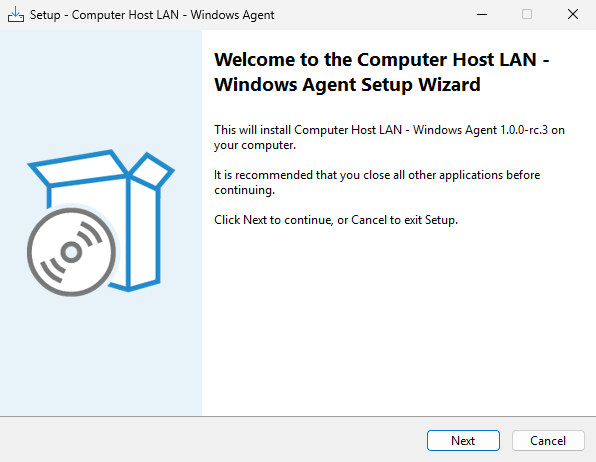 Setup - Computer Host LAN - Windows Agent
Welcome to the Computer Host LAN -
Windows Agent Setup Wizard
This will install Computer Host LAN - Windows Agent 1.0.0-rc.3 on
your computer.
It is recommended that you close all other applications before
continuing.
Click Next to continue, or Cancel to exit Setup.
Next
Cancel